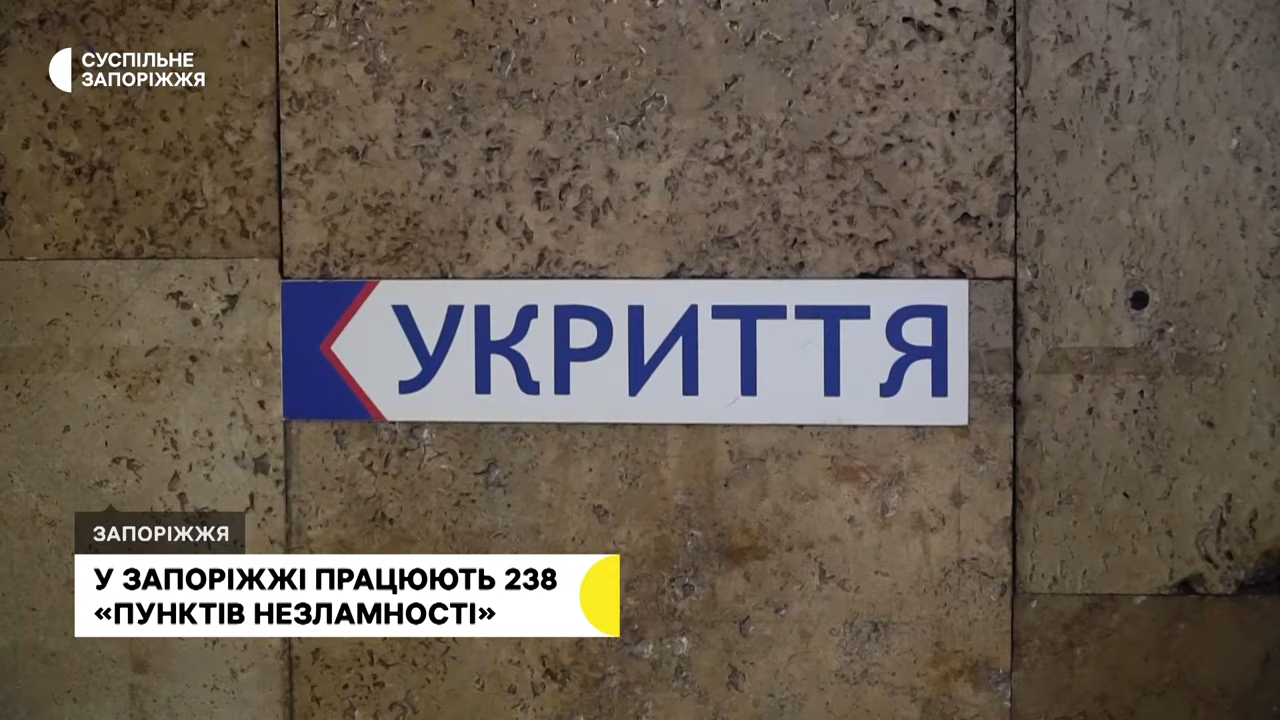 СУСПІЛЬНЕ
ЗАПОРІЖЖЯ
УКРИТТЯ
ЗАПОРІЖЖЯ
У ЗАПОРІЖЖІ ПРАЦЮЮТЬ 238
«ПУНКТІВ НЕЗЛАМНОСТІ»